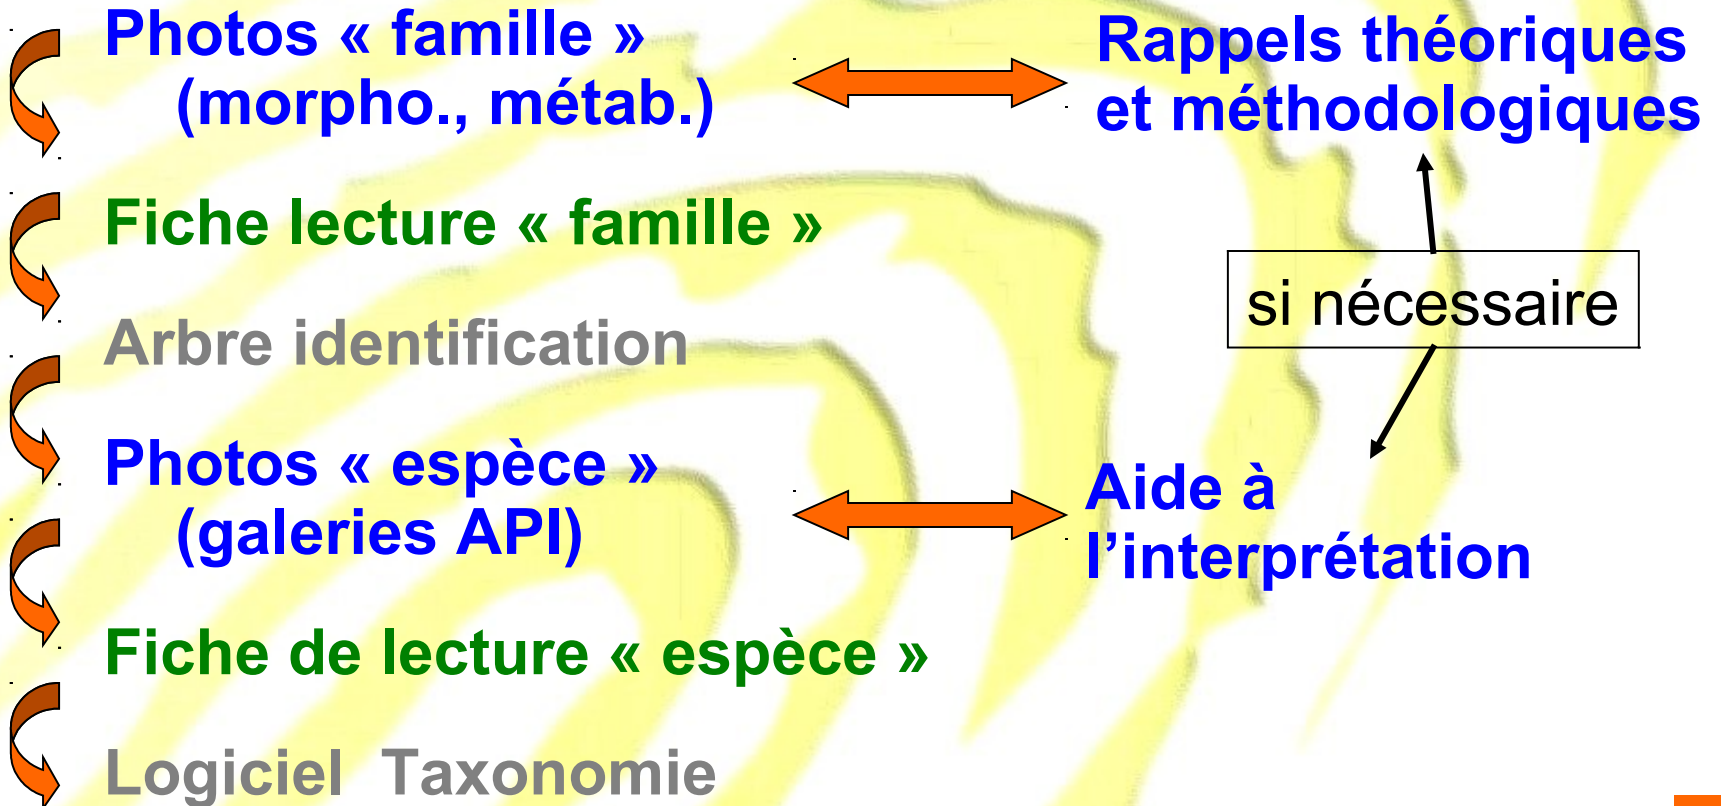 Photos « famille »
(morpho., métab.)
Rappels théoriques
et méthodologiques
Fiche lecture « famille »
si nécessaire
Arbre identification
Photos « espèce »
(galeries API)
Aide à
l’interprétation
Fiche de lecture « espèce »
Logiciel Taxonomie